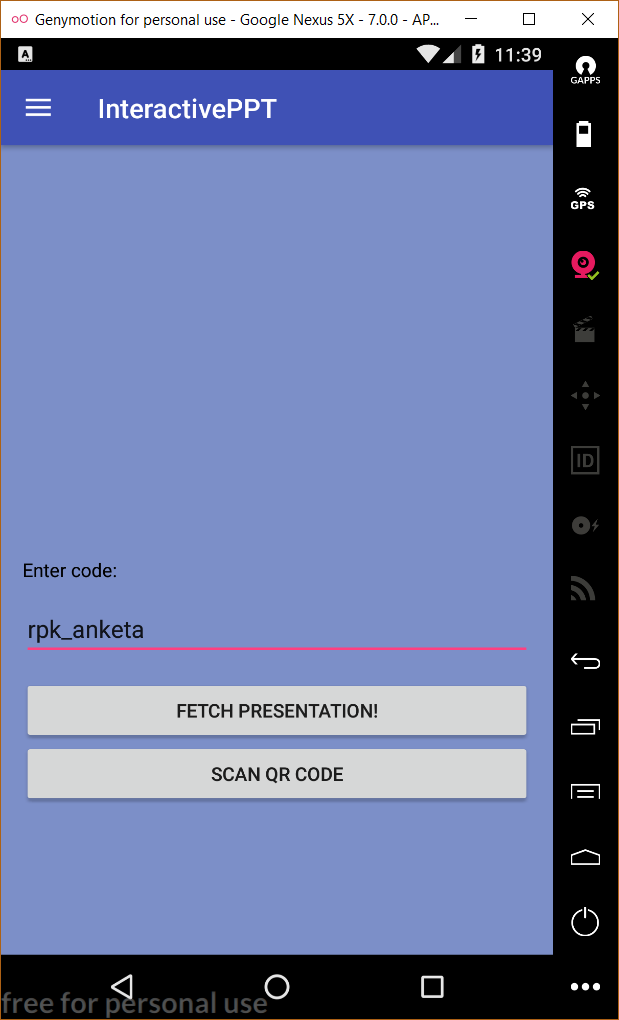 Genymotion for personal use - Google Nexus 5X - 7.0.0 - AP...
A
11:39
GAPPS
InteractivePPT
GPS
ID
Enter code:
rpk_anketa
FETCH PRESENTATION!
SCAN QR CODE
free for personal use